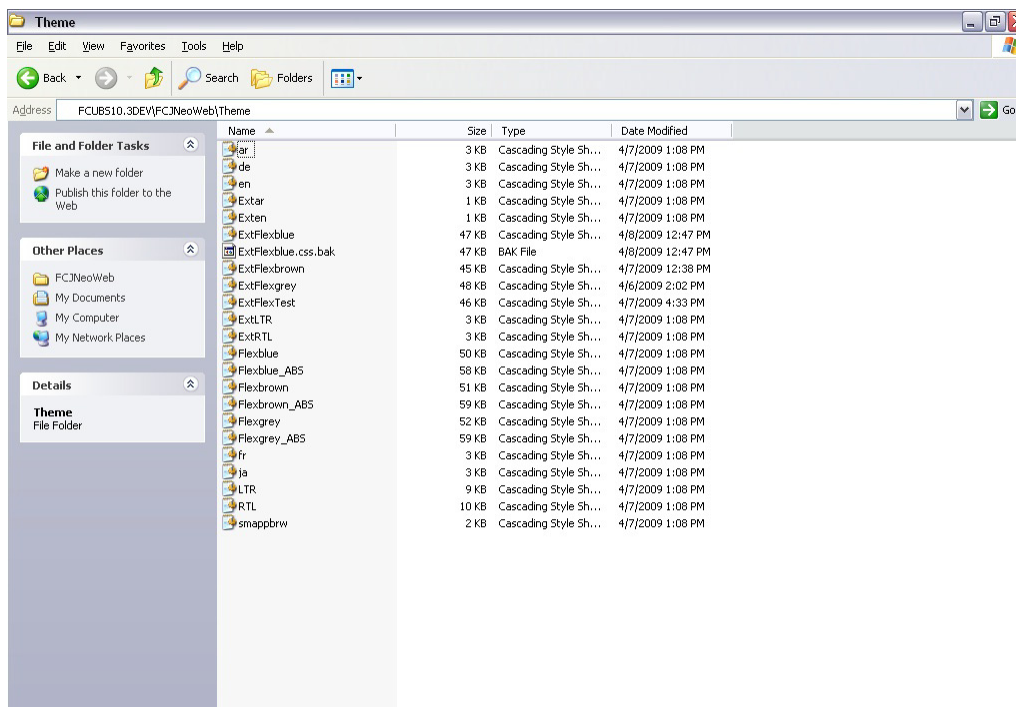 Theme
File Edit View Favorites Tools Help
Back Search Folders
Address FCUBS10.3DEV\FCJNeoWeb\Theme Go
File and Folder Tasks
Make a new folder
Publish this folder to the
Web
Other Places
FCJNeoWeb
My Documents
My Computer
My Network Places
Details
Theme
File Folder
Name Size Type Date Modified
ar 3 KB Cascading Style Sh... 4/7/2009 1:08 PM
de 3 KB Cascading Style Sh... 4/7/2009 1:08 PM
en 3 KB Cascading Style Sh... 4/7/2009 1:08 PM
Extar 1 KB Cascading Style Sh... 4/7/2009 1:08 PM
Exten 1 KB Cascading Style Sh... 4/7/2009 1:08 PM
ExtFlexblue 47 KB Cascading Style Sh... 4/8/2009 12:47 PM
ExtFlexblue.css.bak 47 KB BAK File 4/8/2009 12:47 PM
ExtFlexbrown 45 KB Cascading Style Sh... 4/7/2009 12:38 PM
ExtFlexgrey 48 KB Cascading Style Sh... 4/6/2009 2:02 PM
ExtFlexTest 46 KB Cascading Style Sh... 4/7/2009 4:33 PM
ExtLTR 3 KB Cascading Style Sh... 4/7/2009 1:08 PM
ExtRTL 3 KB Cascading Style Sh... 4/7/2009 1:08 PM
Flexblue 50 KB Cascading Style Sh... 4/7/2009 1:08 PM
Flexblue_ABS 58 KB Cascading Style Sh... 4/7/2009 1:08 PM
Flexbrown 51 KB Cascading Style Sh... 4/7/2009 1:08 PM
Flexbrown_ABS 59 KB Cascading Style Sh... 4/7/2009 1:08 PM
Flexgrey 52 KB Cascading Style Sh... 4/7/2009 1:08 PM
Flexgrey_ABS 59 KB Cascading Style Sh... 4/7/2009 1:08 PM
fr 3 KB Cascading Style Sh... 4/7/2009 1:08 PM
ja 3 KB Cascading Style Sh... 4/7/2009 1:08 PM
LTR 9 KB Cascading Style Sh... 4/7/2009 1:08 PM
RTL 10 KB Cascading Style Sh... 4/7/2009 1:08 PM
smappbrw 2 KB Cascading Style Sh... 4/7/2009 1:08 PM